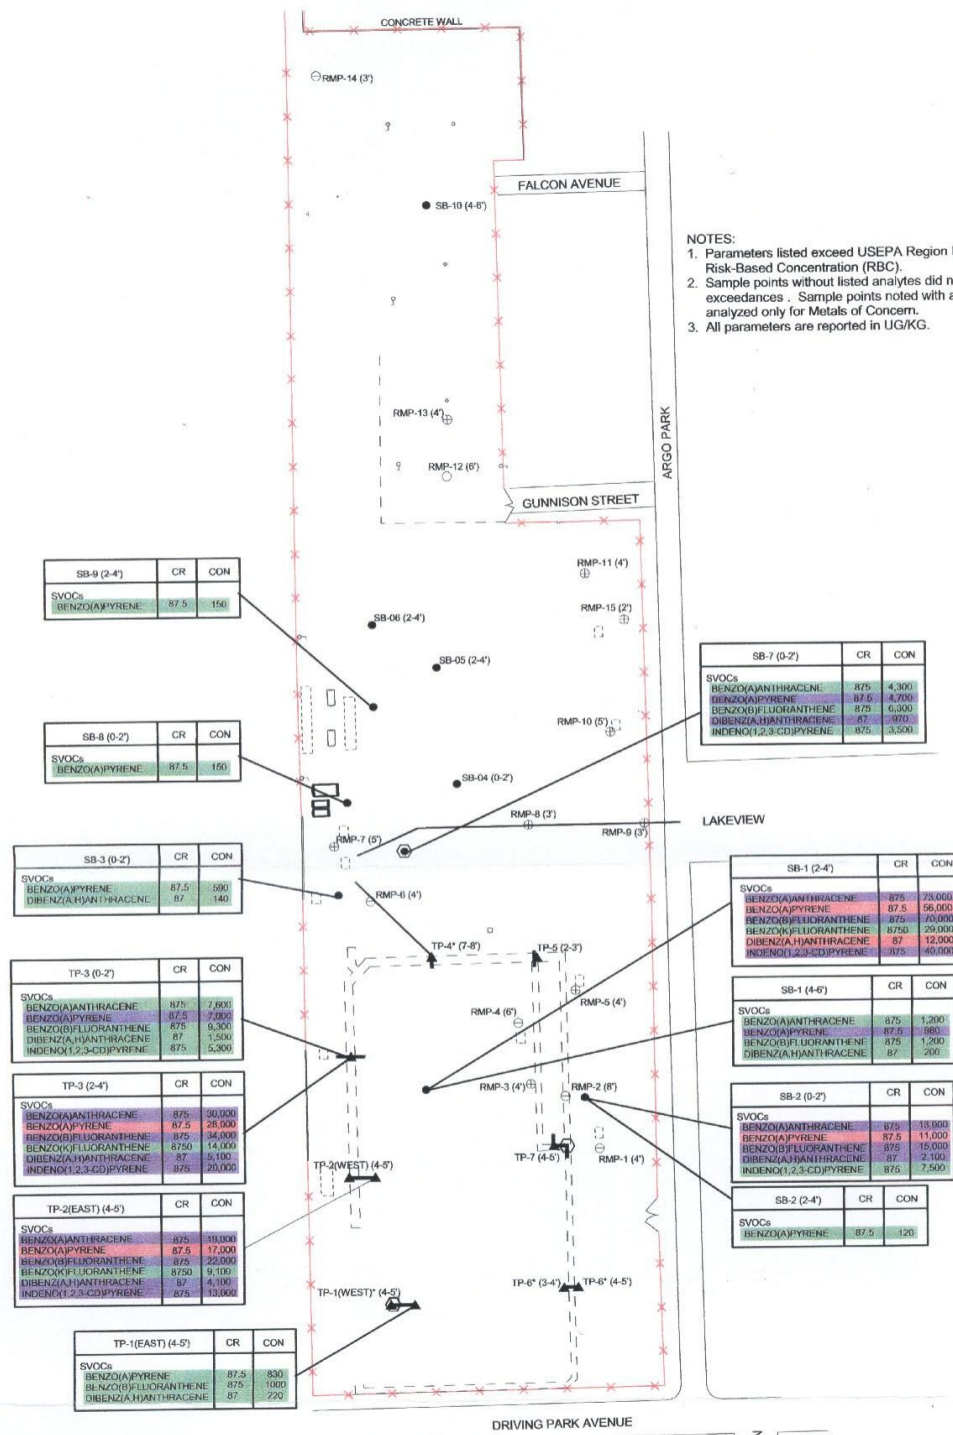 CONCRETE WALL
RMP-14 (3')
FALCON AVENUE
SB-10 (4-6')
NOTES:
1. Parameters listed exceed USEPA Region
Risk-Based Concentration (RBC).
2. Sample points without listed analytes did
exceedances . Sample points noted with
analyzed only for Metals of Concern.
3. All parameters are reported in UG/KG.
RMP-13 (4')
ARGO PARK
RMP-12 (6')
GUNNISON STREET
RMP-11 (4')
SB-9 (2-4') CR CON
SVOCs
BENZO(A)PYRENE 87.5 150
RMP-15 (2')
SB-06 (2-4')
SB-05 (2-4')
SB-7 (0-2') CR CON
SVOCs
BENZO(A)ANTHRACENE 875 4,300
BENZO(A)PYRENE 87.5 4,700
BENZO(B)FLUORANTHENE 875 6,300
DIBENZ(A,H)ANTHRACENE 87 970
INDENO(1,2,3-CD)PYRENE 875 3,500
RMP-10 (5')
SB-8 (0-2') CR CON
SVOCs
BENZO(A)PYRENE 87.5 150
SB-04 (0-2')
RMP-8 (3')
RMP-9 (3')
LAKEVIEW
RMP-7 (5')
SB-3 (0-2') CR CON
SVOCs
BENZO(A)PYRENE 87.5 590
DIBENZ(A,H)ANTHRACENE 87 140
RMP-6 (4')
SB-1 (2-4') CR CON
SVOCs
BENZO(A)ANTHRACENE 875 73,000
BENZO(A)PYRENE 87.5 56,000
BENZO(B)FLUORANTHENE 875 70,000
BENZO(K)FLUORANTHENE 8750 29,000
DIBENZ(A,H)ANTHRACENE 87 12,000
INDENO(1,2,3-CD)PYRENE 875 40,000
TP-4* (7-8')
TP-5 (2-3')
TP-3 (0-2') CR CON
SVOCs
BENZO(A)ANTHRACENE 875 7,600
BENZO(A)PYRENE 87.5 7,000
BENZO(B)FLUORANTHENE 875 9,300
DIBENZ(A,H)ANTHRACENE 87 1,500
INDENO(1,2,3-CD)PYRENE 875 5,300
RMP-5 (4')
RMP-4 (6')
SB-1 (4-6') CR CON
SVOCs
BENZO(A)ANTHRACENE 875 1,200
BENZO(A)PYRENE 87.5 980
BENZO(B)FLUORANTHENE 875 1,200
DIBENZ(A,H)ANTHRACENE 87 200
TP-3 (2-4') CR CON
SVOCs
BENZO(A)ANTHRACENE 875 30,000
BENZO(A)PYRENE 87.5 28,000
BENZO(B)FLUORANTHENE 875 34,000
BENZO(K)FLUORANTHENE 8750 14,000
DIBENZ(A,H)ANTHRACENE 87 5,100
INDENO(1,2,3-CD)PYRENE 875 20,000
RMP-3 (4')
RMP-2 (8')
SB-2 (0-2') CR CON
SVOCs
BENZO(A)ANTHRACENE 875 13,000
BENZO(A)PYRENE 87.5 11,000
BENZO(B)FLUORANTHENE 875 15,000
DIBENZ(A,H)ANTHRACENE 87 2,100
INDENO(1,2,3-CD)PYRENE 875 7,500
TP-7 (4-5')
RMP-1 (4')
TP-2(WEST) (4-5')
SB-2 (2-4') CR CON
SVOCs
BENZO(A)PYRENE 87.5 120
TP-2(EAST) (4-5') CR CON
SVOCs
BENZO(A)ANTHRACENE 875 19,000
BENZO(A)PYRENE 87.5 17,000
BENZO(B)FLUORANTHENE 875 22,000
BENZO(K)FLUORANTHENE 8750 9,100
DIBENZ(A,H)ANTHRACENE 87 4,100
INDENO(1,2,3-CD)PYRENE 875 13,000
TP-6* (3-4')
TP-6* (4-5')
TP-1(WEST)* (4-5')
TP-1(EAST) (4-5') CR CON
SVOCs
BENZO(A)PYRENE 87.5 830
BENZO(B)FLUORANTHENE 875 1000
DIBENZ(A,H)ANTHRACENE 87 220
DRIVING PARK AVENUE